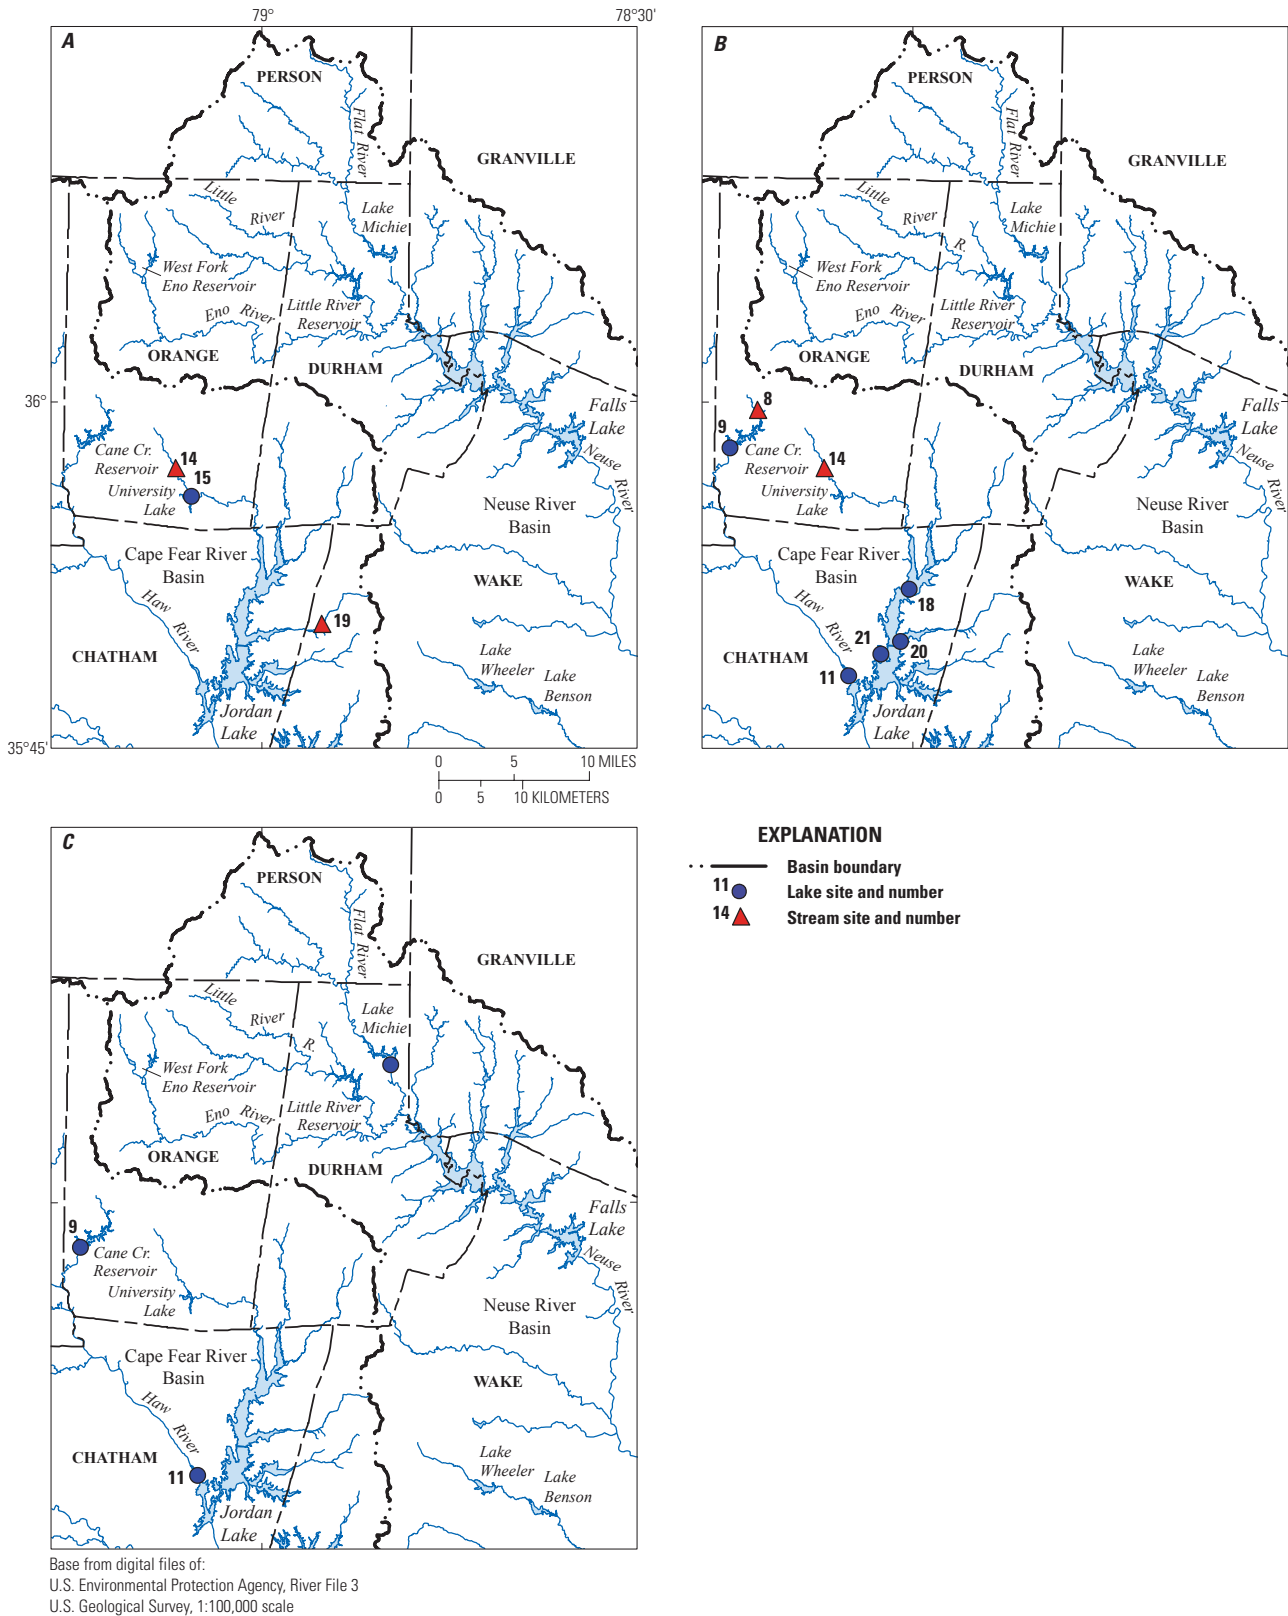 79°
78°30'
A
PERSON
Flat River
GRANVILLE
Little
River
Lake
Michie
West Fork
Eno Reservoir
Eno River
Little River
Reservoir
ORANGE
DURHAM
36°
Falls
Lake
Neuse
River
Cane Cr.
Reservoir
14
15
University
Lake
Neuse River
Basin
Cape Fear River
Basin
WAKE
Haw
River
19
CHATHAM
Lake
Wheeler
Lake
Benson
Jordan
Lake
35°45'
0 5 10 MILES
0 5 10 KILOMETERS
B
PERSON
Flat River
GRANVILLE
Little
River
R.
Lake
Michie
West Fork
Eno Reservoir
Eno River
Little River
Reservoir
ORANGE
DURHAM
8
9
Falls
Lake
Neuse
River
Cane Cr.
Reservoir
14
University
Lake
Neuse River
Basin
Cape Fear River
Basin
WAKE
Haw
River
18
21
20
CHATHAM
11
Lake
Wheeler
Lake
Benson
Jordan
Lake
C
PERSON
Flat River
GRANVILLE
Little
River
R.
Lake
Michie
West Fork
Eno Reservoir
Eno River
Little River
Reservoir
ORANGE
DURHAM
Falls
Lake
9
Neuse
River
Cane Cr.
Reservoir
University
Lake
Neuse River
Basin
Cape Fear River
Basin
WAKE
Haw
River
CHATHAM
11
Lake
Wheeler
Lake
Benson
Jordan
Lake
EXPLANATION
Basin boundary
11 Lake site and number
14 Stream site and number
Base from digital files of:
U.S. Environmental Protection Agency, River File 3
U.S. Geological Survey, 1:100,000 scale